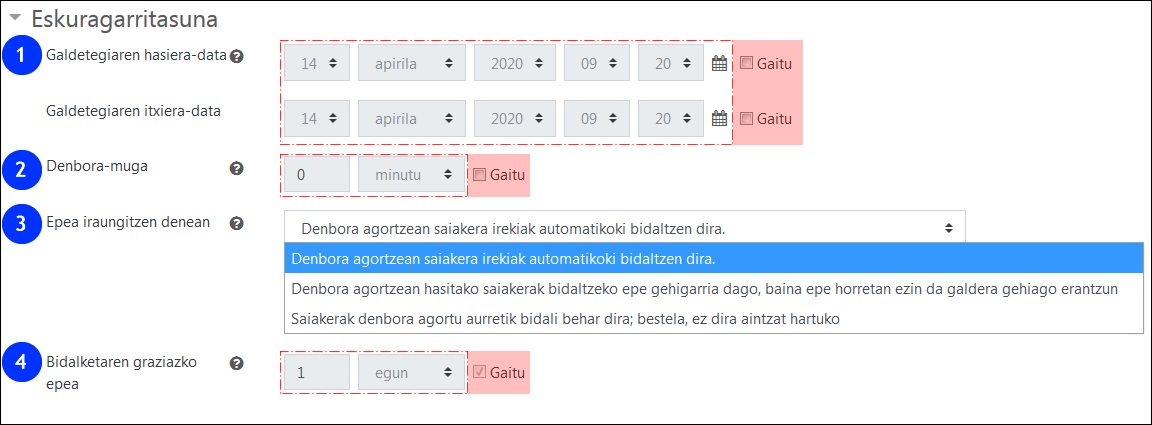 Eskuragarritasuna
1 Galdetegiaren hasiera-data ? 14 apirila 2020 09 20 Gaitu
Galdetegiaren itxiera-data 14 apirila 2020 09 20 Gaitu
2 Denbora-muga ? 0 minutu Gaitu
3 Epea iraungitzen denean ? Denbora agortzean saiakera irekiak automatikoki bidaltzen dira.
Denbora agortzean saiakera irekiak automatikoki bidaltzen dira.
Denbora agortzean hasitako saiakerak bidaltzeko epe gehigarria dago, baina epe horretan ezin da galdera gehiago erantzun
Saiakerak denbora agortu aurretik bidali behar dira; bestela, ez dira aintzat hartuko
4 Bidalketaren graziazko ? 1 egun Gaitu
epea